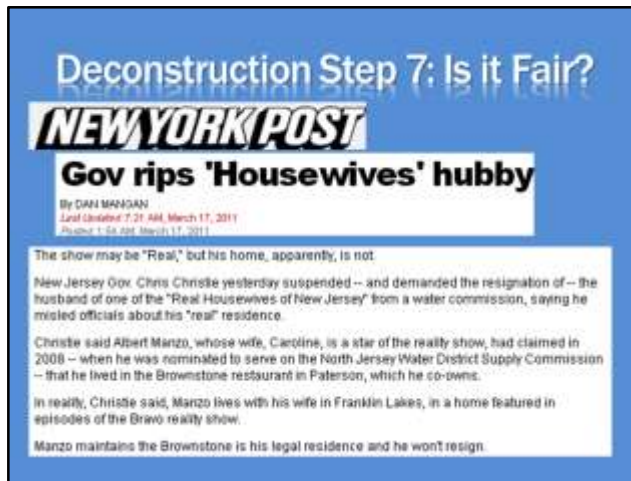 Deconstruction Step 7: Is it Fair?
NEW YORK POST
Gov rips 'Housewives' hubby
By DAN MANGAN
Last Updated: 7:31 AM, March 17, 2011
Posted: 1:54 AM, March 17, 2011
The show may be "Real," but his home, apparently, is not.
New Jersey Gov. Chris Christie yesterday suspended -- and demanded the resignation of -- the
husband of one of the "Real Housewives of New Jersey" from a water commission, saying he
misled officials about his "real" residence.
Christie said Albert Manzo, whose wife, Caroline, is a star of the reality show, had claimed in
2008 -- when he was nominated to serve on the North Jersey Water District Supply Commission
-- that he lived in the Brownstone restaurant in Paterson, which he co-owns.
In reality, Christie said, Manzo lives with his wife in Franklin Lakes, in a home featured in
episodes of the Bravo reality show.
Manzo maintains the Brownstone is his legal residence and he won't resign.